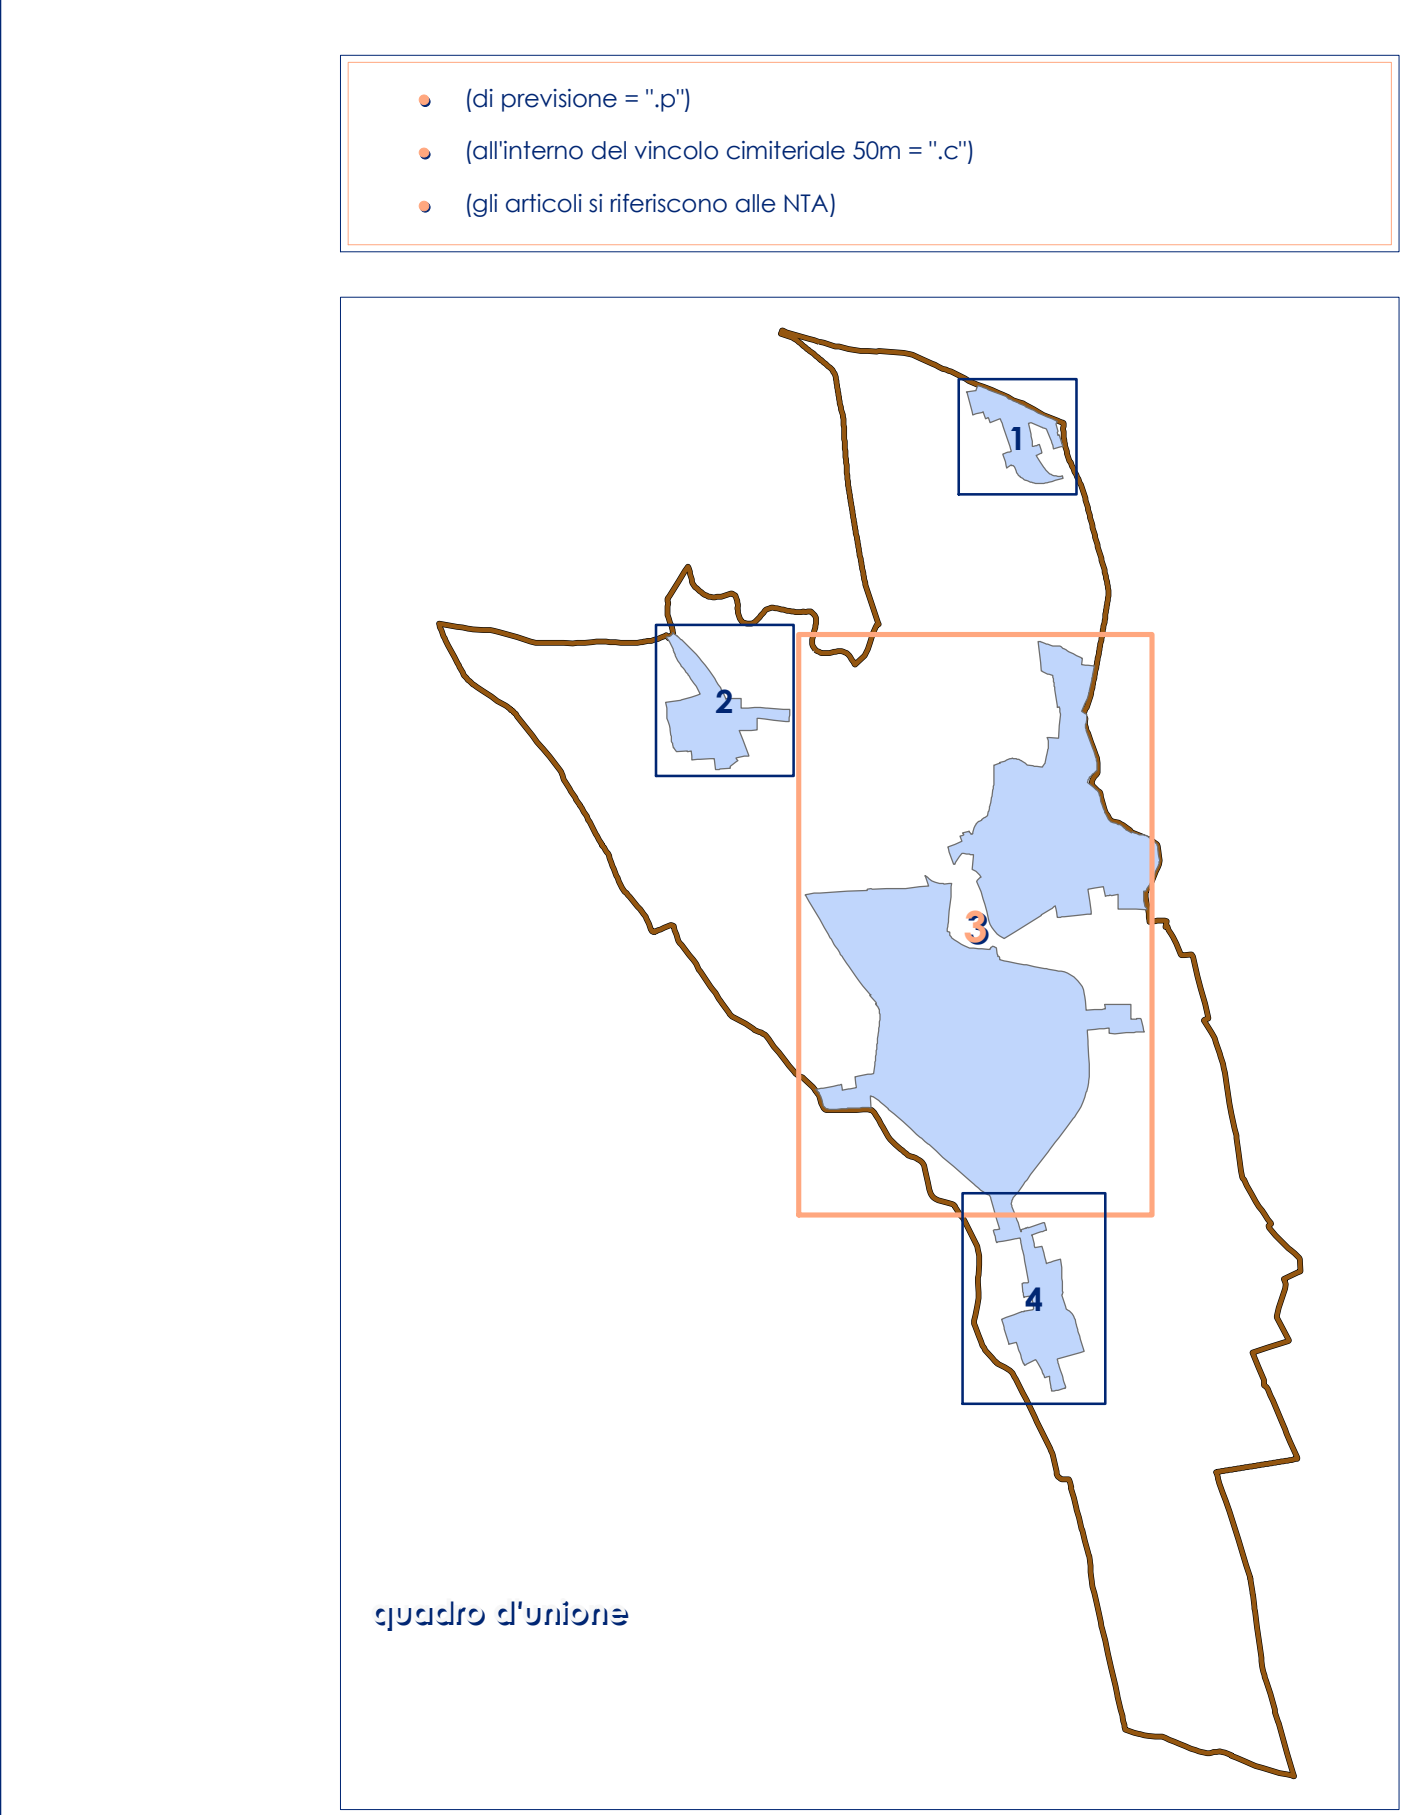 (di previsione = ".p")
(all'interno del vincolo cimiteriale 50m = ".c")
(gli articoli si riferiscono alle NTA)
1
2
3
4
quadro d'unione